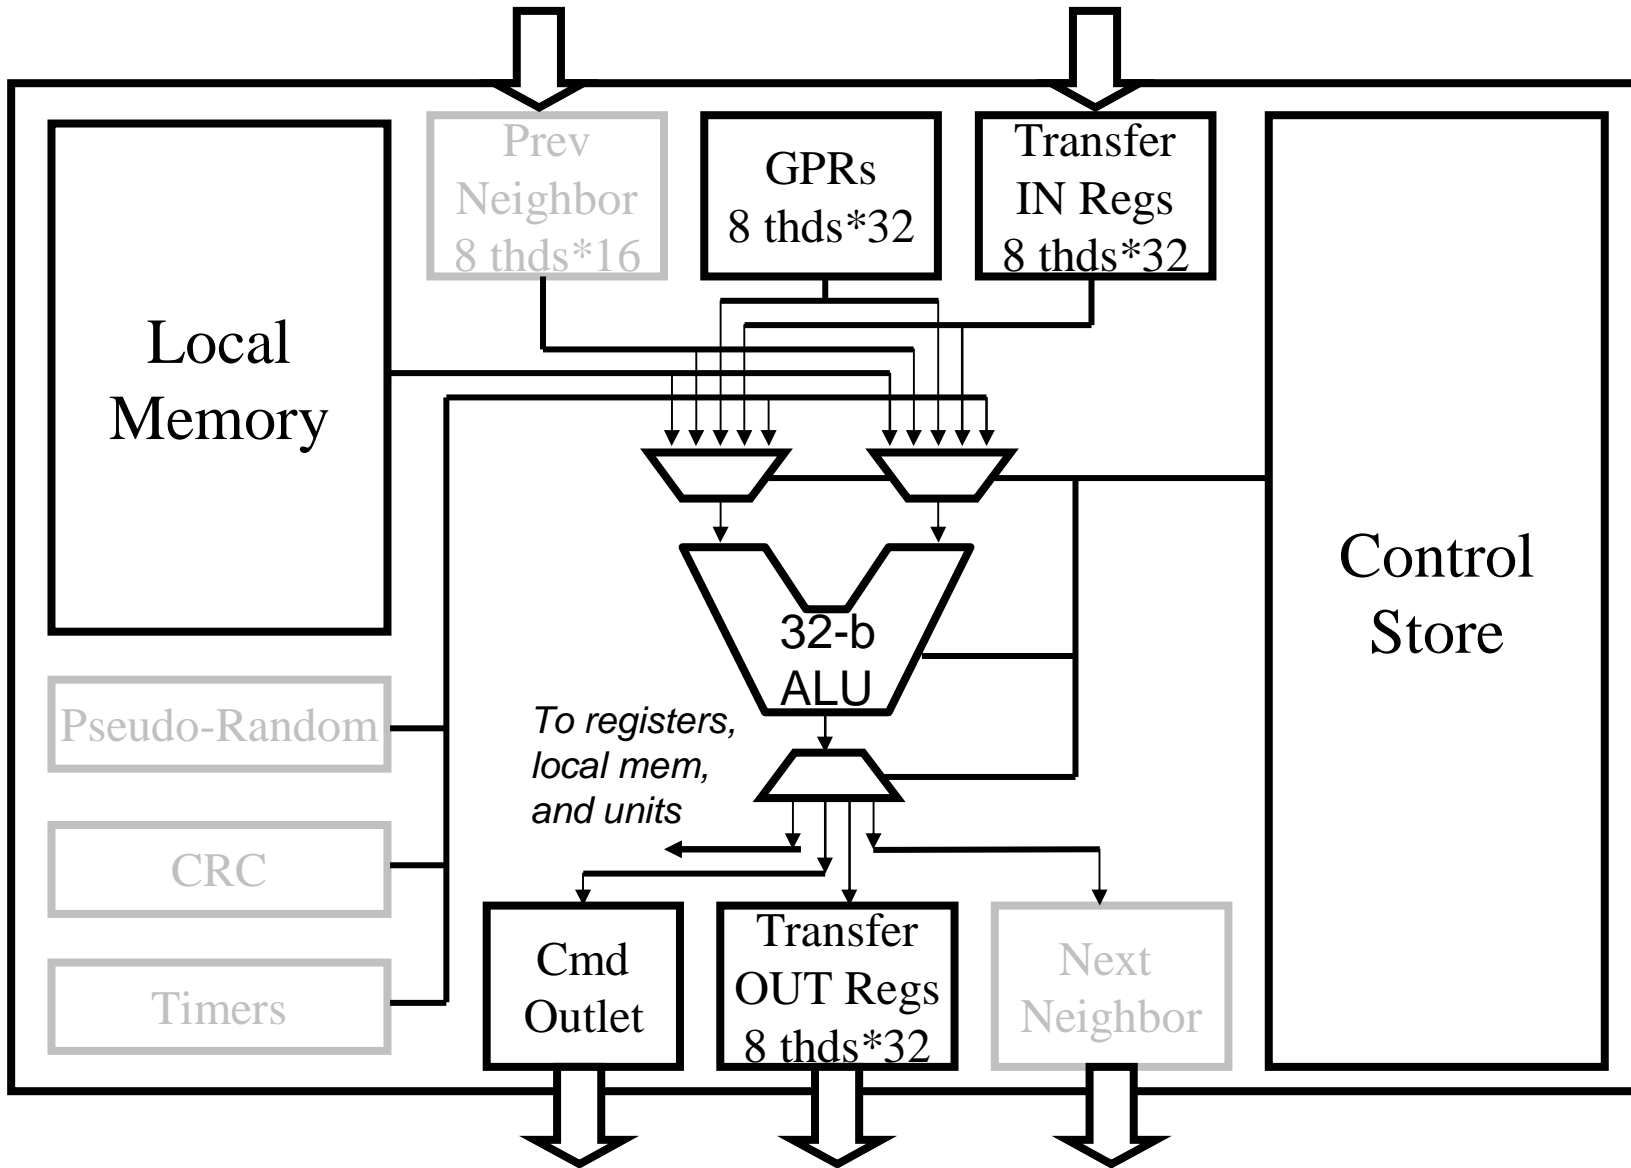 Prev
Neighbor
8 thds*16
GPRs
8 thds*32
Transfer
IN Regs
8 thds*32
Local
Memory
Control
Store
32-b
ALU
Pseudo-Random
CRC
Timers
To registers,
local mem,
and units
Cmd
Outlet
Transfer
OUT Regs
8 thds*32
Next
Neighbor